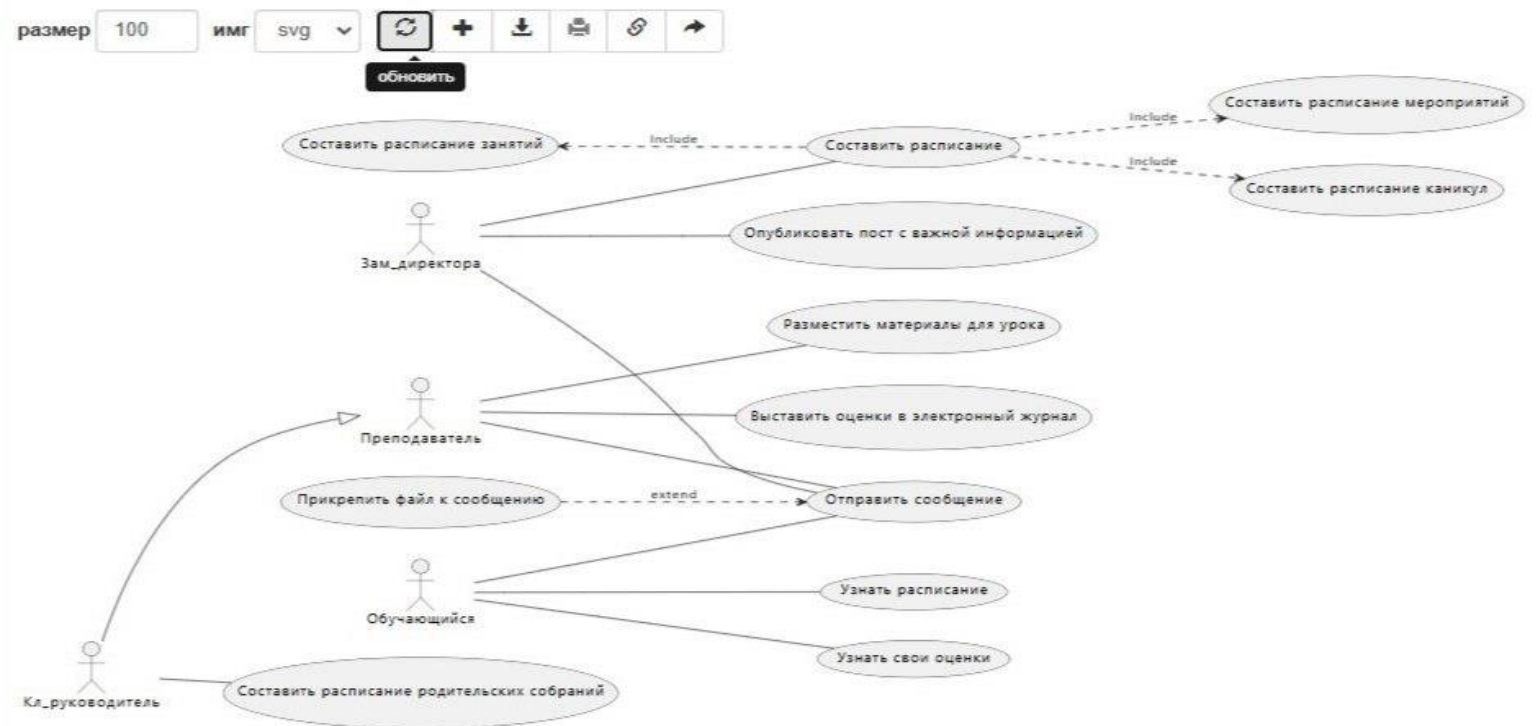 размер 100 имг svg
обновить
Составить расписание мероприятий
Include
Составить расписание занятий
Include
Составить расписание
Include
Составить расписание каникул
Опубликовать пост с важной информацией
Зам_директора
Разместить материалы для урока
Выставить оценки в электронный журнал
Преподаватель
Прикрепить файл к сообщению
extend
Отправить сообщение
Узнать расписание
Обучающийся
Узнать свои оценки
Составить расписание родительских собраний
Кл_руководитель